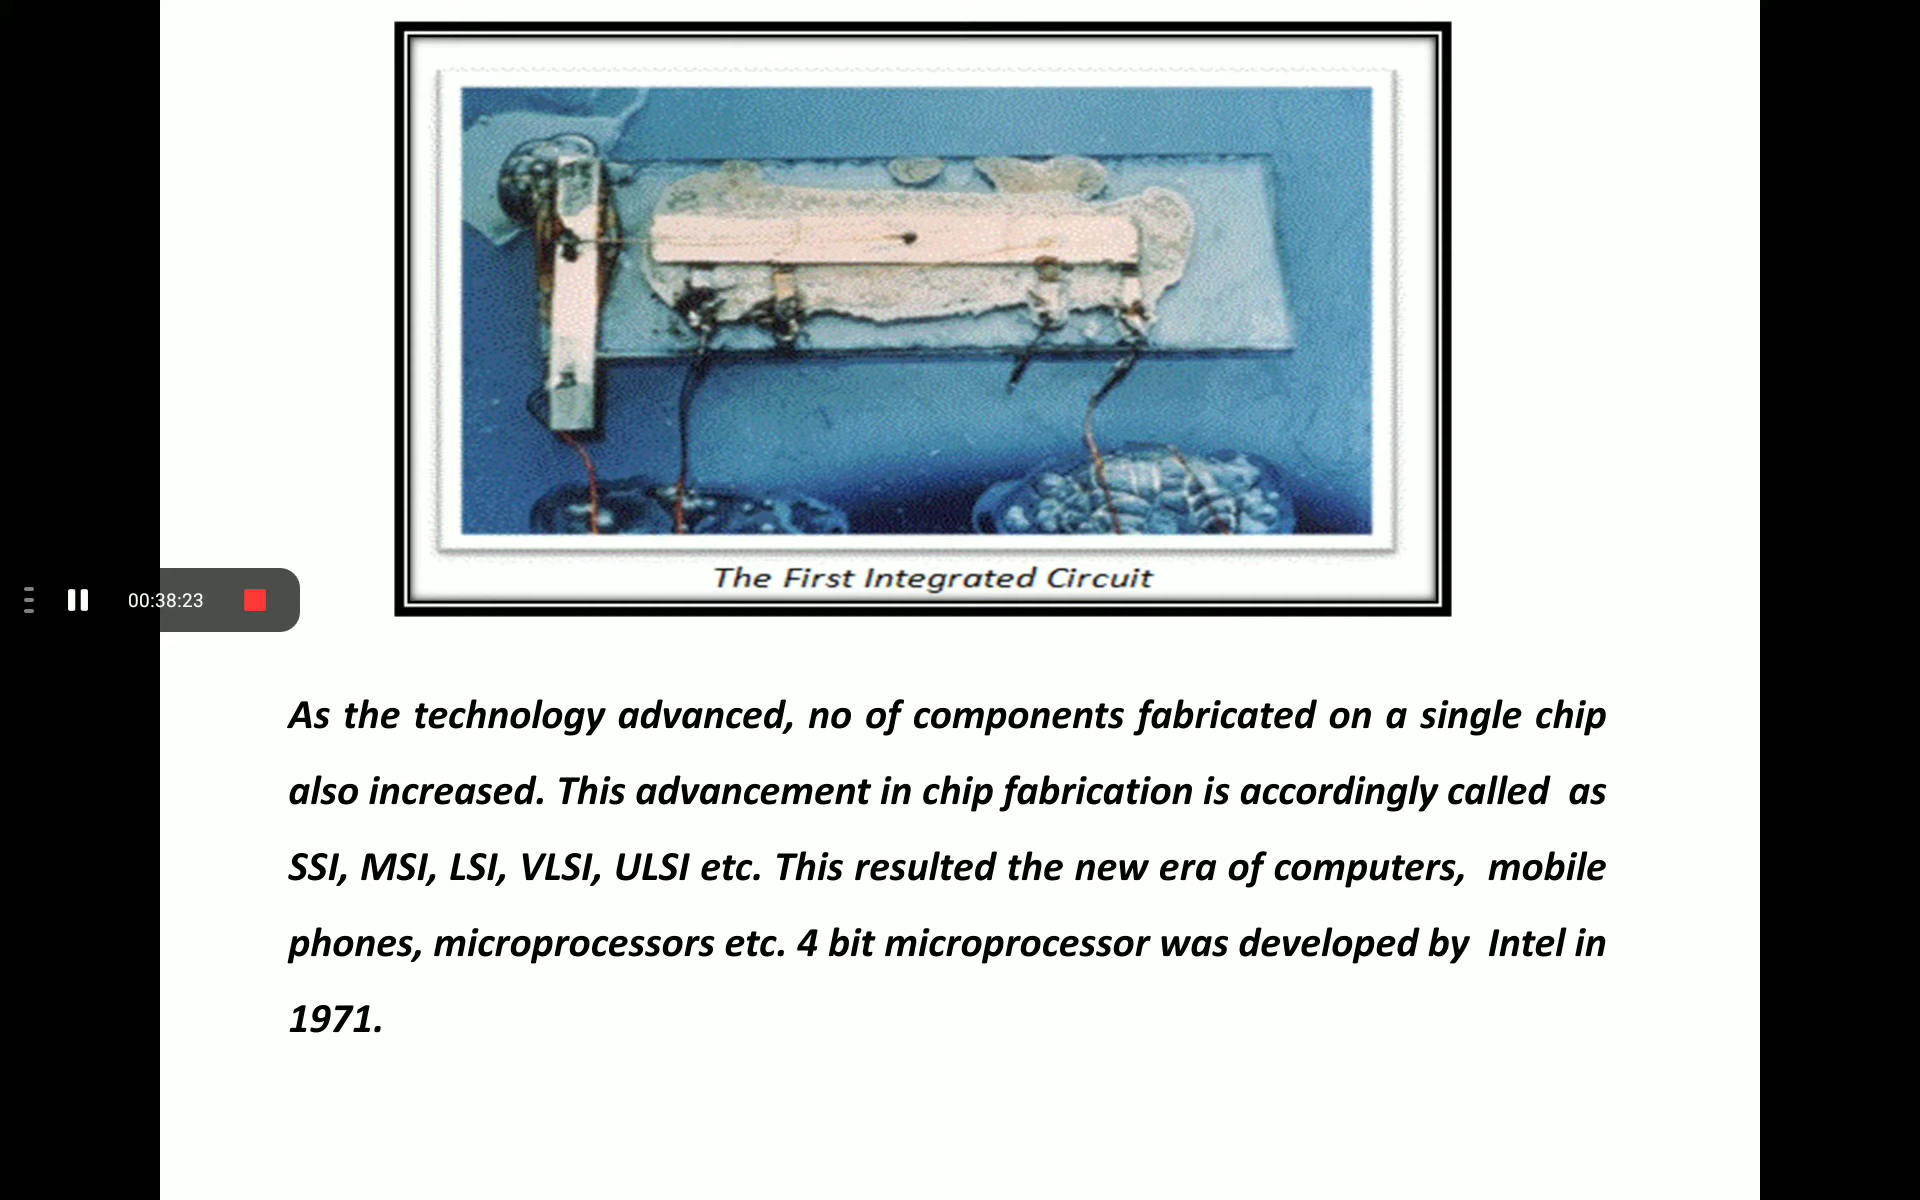 The First Integrated Circuit
00:38:23
As the technology advanced, no of components fabricated on a single chip
also increased. This advancement in chip fabrication is accordingly called as
SSI, MSI, LSI, VLSI, ULSI etc. This resulted the new era of computers, mobile
phones, microprocessors etc. 4 bit microprocessor was developed by Intel in
1971.